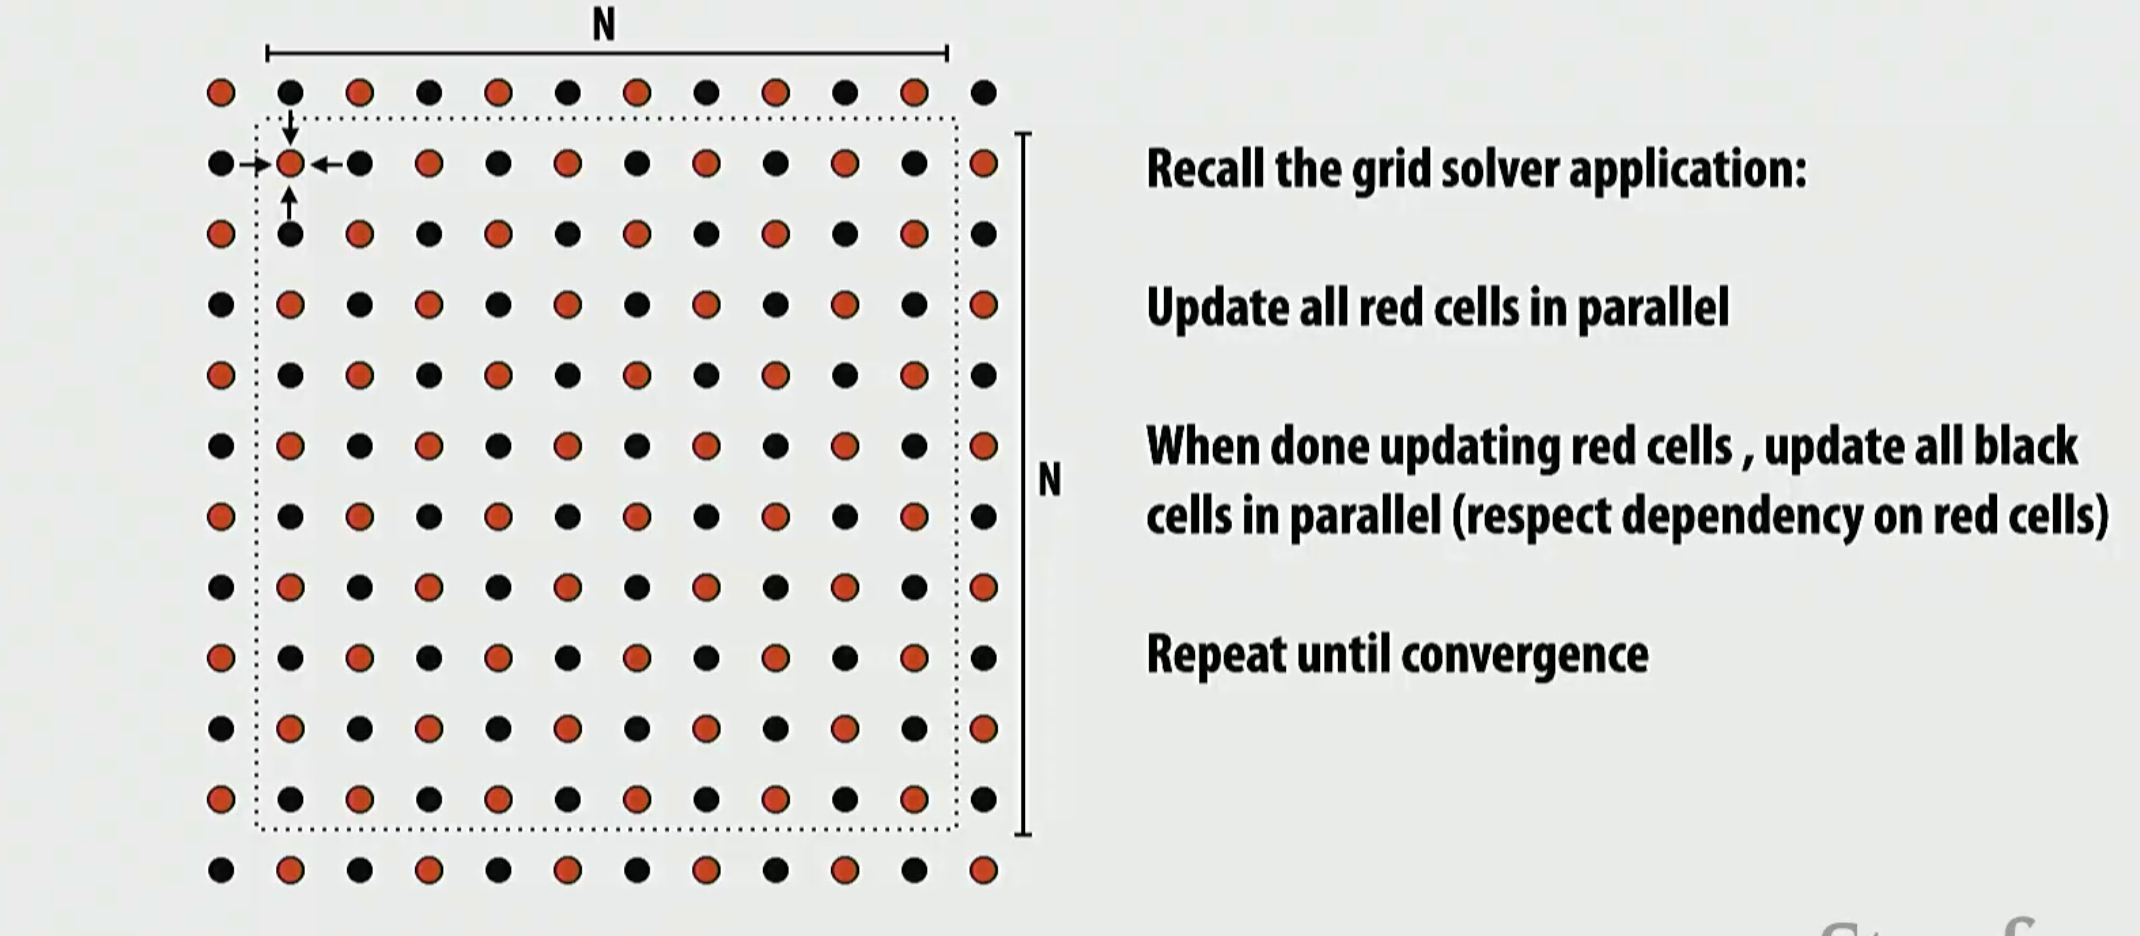 N
Recall the grid solver application:
Update all red cells in parallel
N
When done updating red cells , update all black
cells in parallel (respect dependency on red cells)
Repeat until convergence